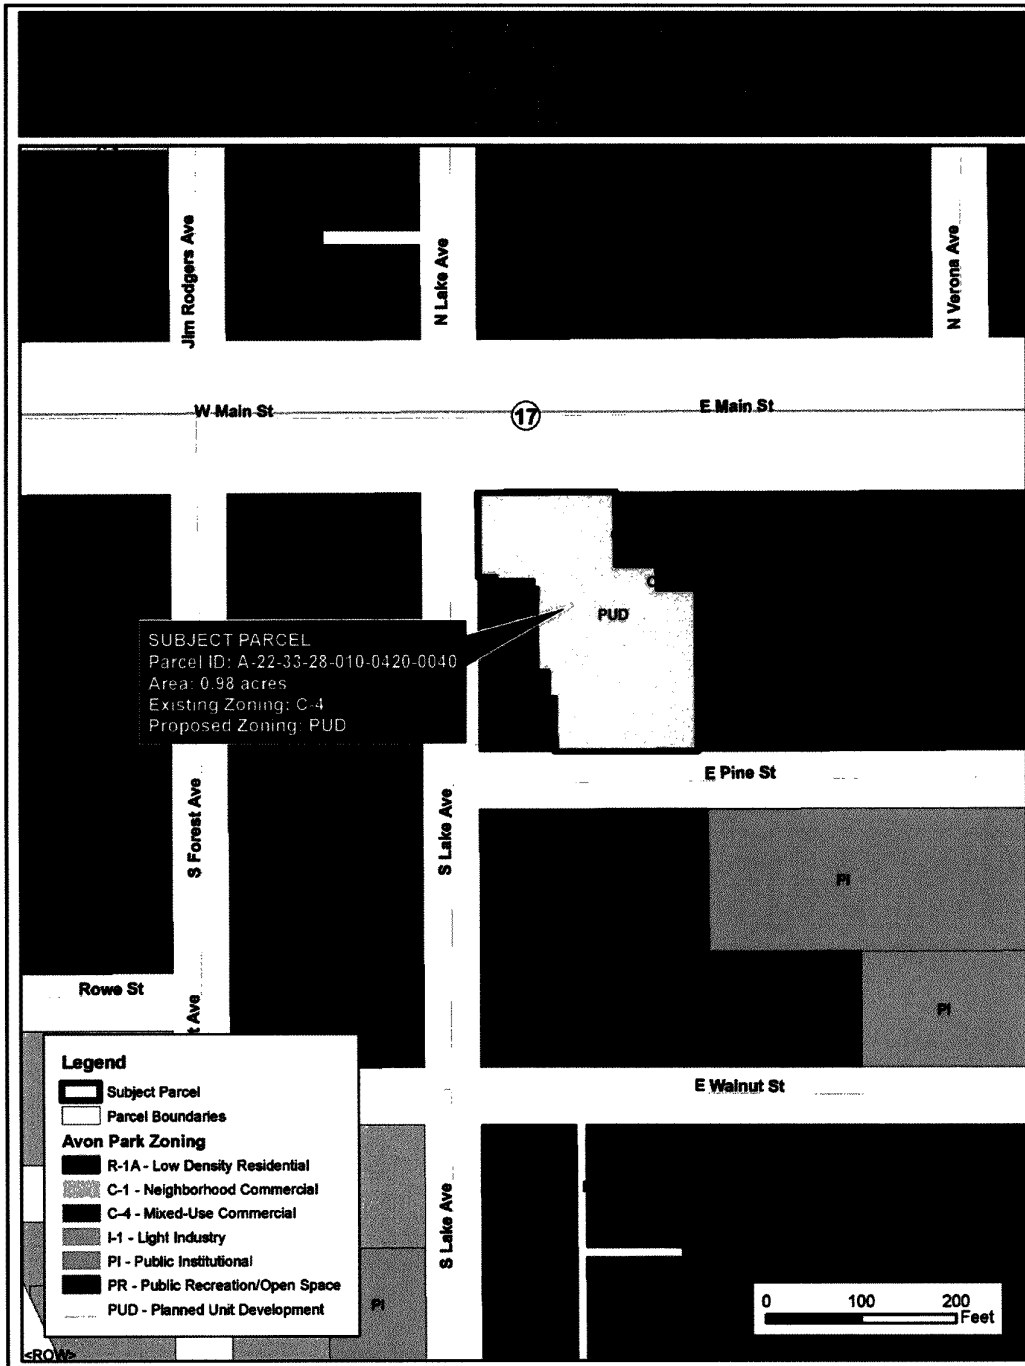 Jim Rodgers Ave
N Lake Ave
N Verona Ave
W Main St
17
E Main St
C
PUD
SUBJECT PARCEL
Parcel ID: A-22-33-28-010-0420-0040
Area: 0.98 acres
Existing Zoning: C-4
Proposed Zoning: PUD
E Pine St
S Forest Ave
S Lake Ave
PI
Rowe St
PI
t Ave
E Walnut St
Legend
Subject Parcel
Parcel Boundaries
Avon Park Zoning
R-1A - Low Density Residential
C-1 - Neighborhood Commercial
C-4 - Mixed-Use Commercial
I-1 - Light Industry
PI - Public Institutional
PR - Public Recreation/Open Space
PUD - Planned Unit Development
S Lake Ave
PI
0 100 200
Feet
<ROW>